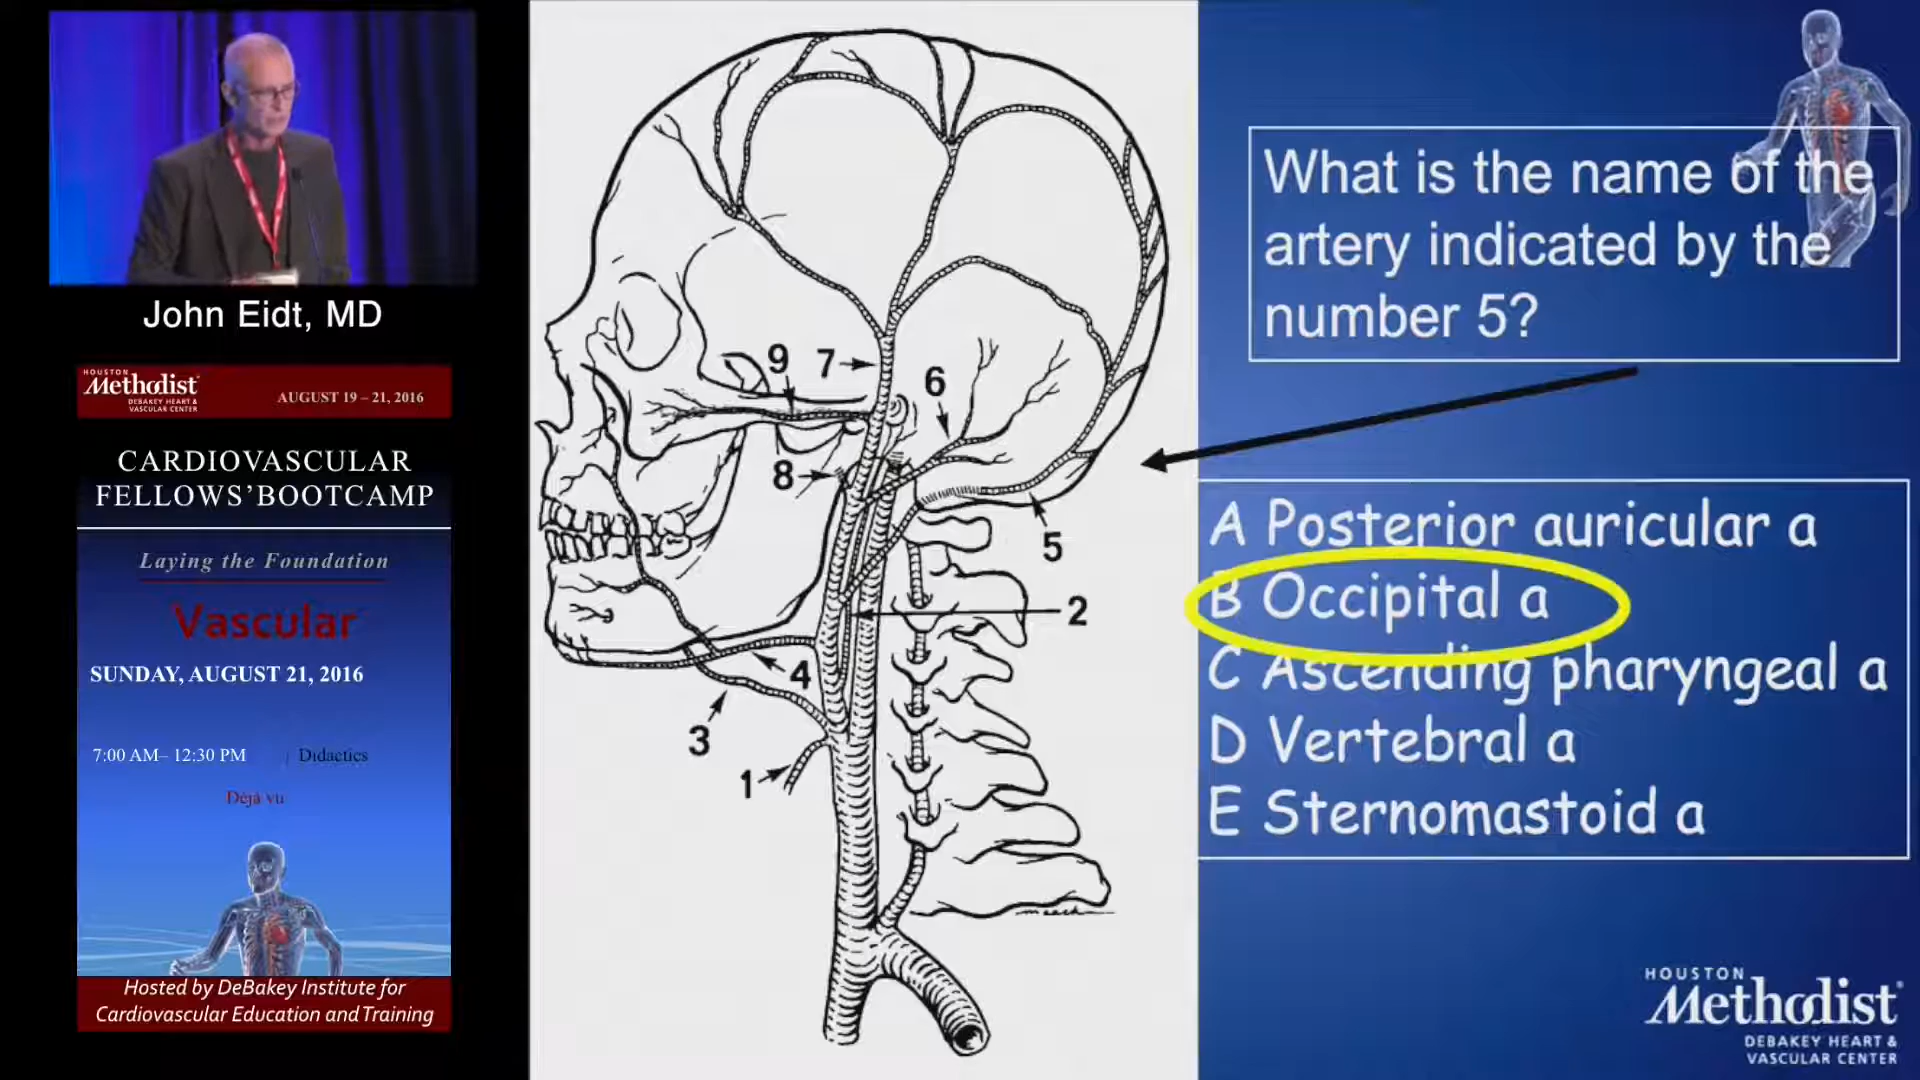 John Eidt, MD
HOUSTON
Methodist
DEBAKEY HEART &
VASCULAR CENTER
AUGUST 19 – 21, 2016
CARDIOVASCULAR
FELLOWS’BOOTCAMP
Laying the Foundation
Vascular
SUNDAY, AUGUST 21, 2016
7:00 AM– 12:30 PM | Didactics
Déjà vu
Hosted by DeBakey Institute for
Cardiovascular Education and Training
9
7
6
8
5
2
4
3
1
What is the name of the
artery indicated by the
number 5?
A Posterior auricular a
B Occipital a
C Ascending pharyngeal a
D Vertebral a
E Sternomastoid a
HOUSTON
Methodist
DEBAKEY HEART &
VASCULAR CENTER